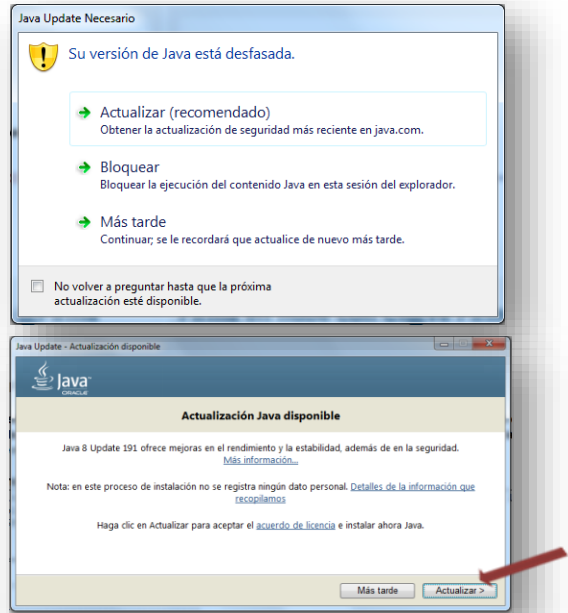 Java Update Necesario
Su versión de Java está desfasada.
Actualizar (recomendado)
Obtener la actualización de seguridad más reciente en java.com.
Bloquear
Bloquear la ejecución del contenido Java en esta sesión del explorador.
Más tarde
Continuar; se le recordará que actualice de nuevo más tarde.
No volver a preguntar hasta que la próxima
actualización esté disponible.
Java Update - Actualización disponible
Java
ORACLE
Actualización Java disponible
Java 8 Update 191 ofrece mejoras en el rendimiento y la estabilidad, además de en la seguridad.
Más información...
Nota: en este proceso de instalación no se registra ningún dato personal. Detalles de la información que
recopilamos
Haga clic en Actualizar para aceptar el acuerdo de licencia e instalar ahora Java.
Más tarde
Actualizar >